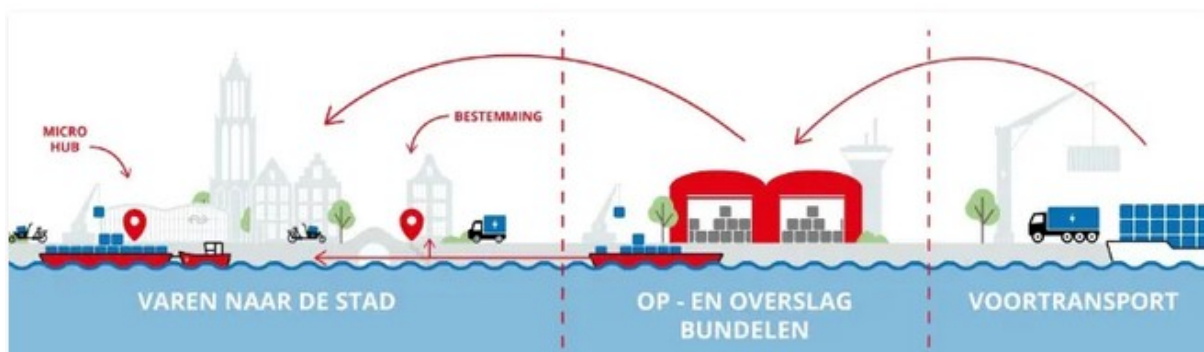 MICRO
HUB
BESTEMMING
VAREN NAAR DE STAD
OP - EN OVERSLAG
BUNDELEN
VOORTRANSPORT